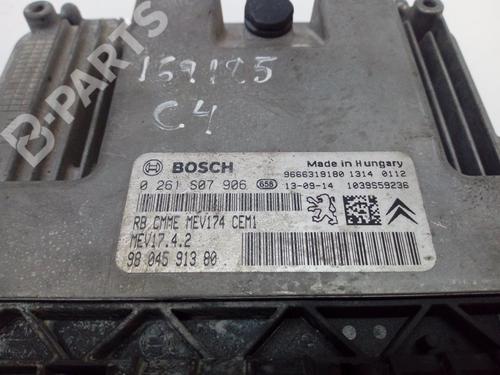 B-PARTS
159185
C4
BOSCH
Made in Hungary
9666319180 1314 0112
0 261 S07 906 658 13-09-14 1039S59236
RB CMME MEV174 CEM1
MEV17.4.2
98 045 913 80